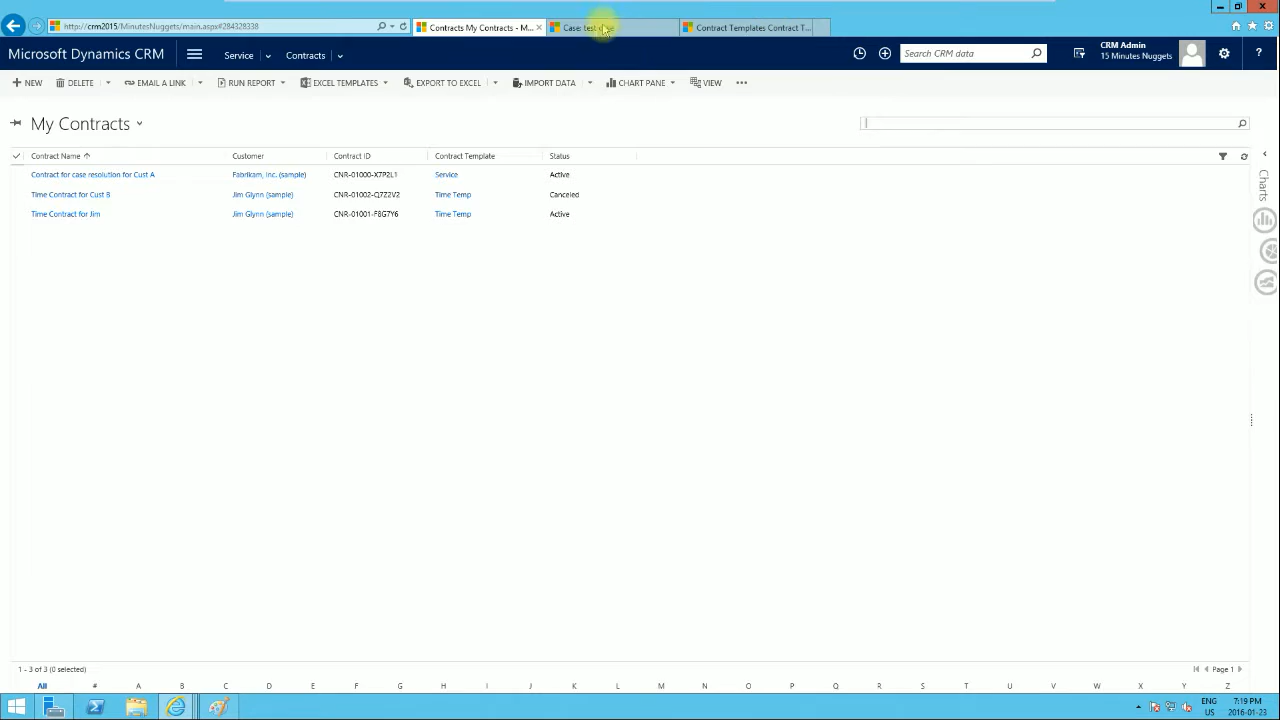 http://crm2015/MinutesNuggets/main.aspx#284328338
Contracts My Contracts - M...
Case: test case
Contract Templates Contract T...
Microsoft Dynamics CRM
Service
Contracts
Search CRM data
CRM Admin
15 Minutes Nuggets
?
NEW
DELETE
EMAIL A LINK
RUN REPORT
EXCEL TEMPLATES
EXPORT TO EXCEL
IMPORT DATA
CHART PANE
VIEW
My Contracts
Contract Name Customer Contract ID Contract Template Status
Contract for case resolution for Cust A Fabrikam, Inc. (sample) CNR-01000-X7P2L1 Service Active
Time Contract for Cust B Jim Glynn (sample) CNR-01002-Q7Z2V2 Time Temp Canceled
Time Contract for Jim Jim Glynn (sample) CNR-01001-F8G7Y6 Time Temp Active
Charts
1 - 3 of 3 (0 selected)
Page 1
All # A B C D E F G H I J K L M N O P Q R S T U V W X Y Z
ENG
US
7:19 PM
2016-01-23